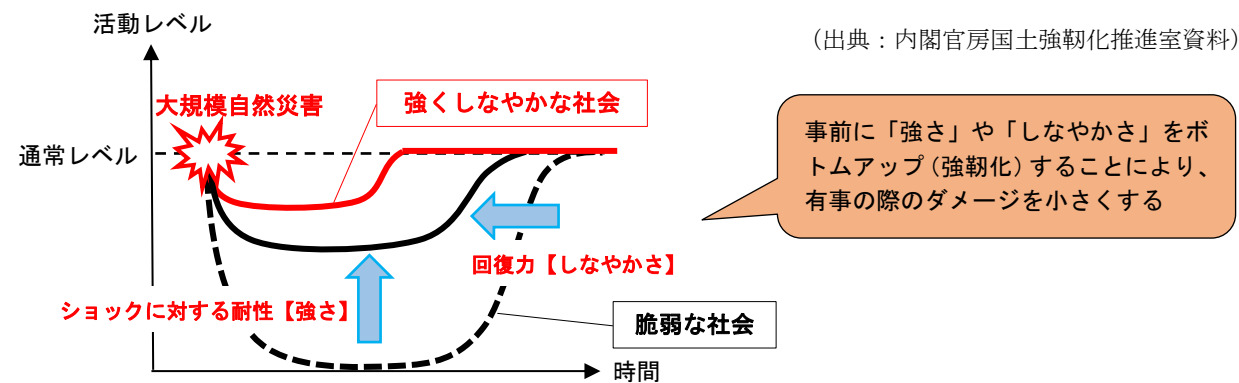 活動レベル
(出典：内閣官房国土強靭化推進室資料)
大規模自然災害
強くしなやかな社会
通常レベル
事前に「強さ」や「しなやかさ」をボ
トムアップ(強靭化)することにより、
有事の際のダメージを小さくする
回復力【しなやかさ】
ショックに対する耐性【強さ】
脆弱な社会
時間